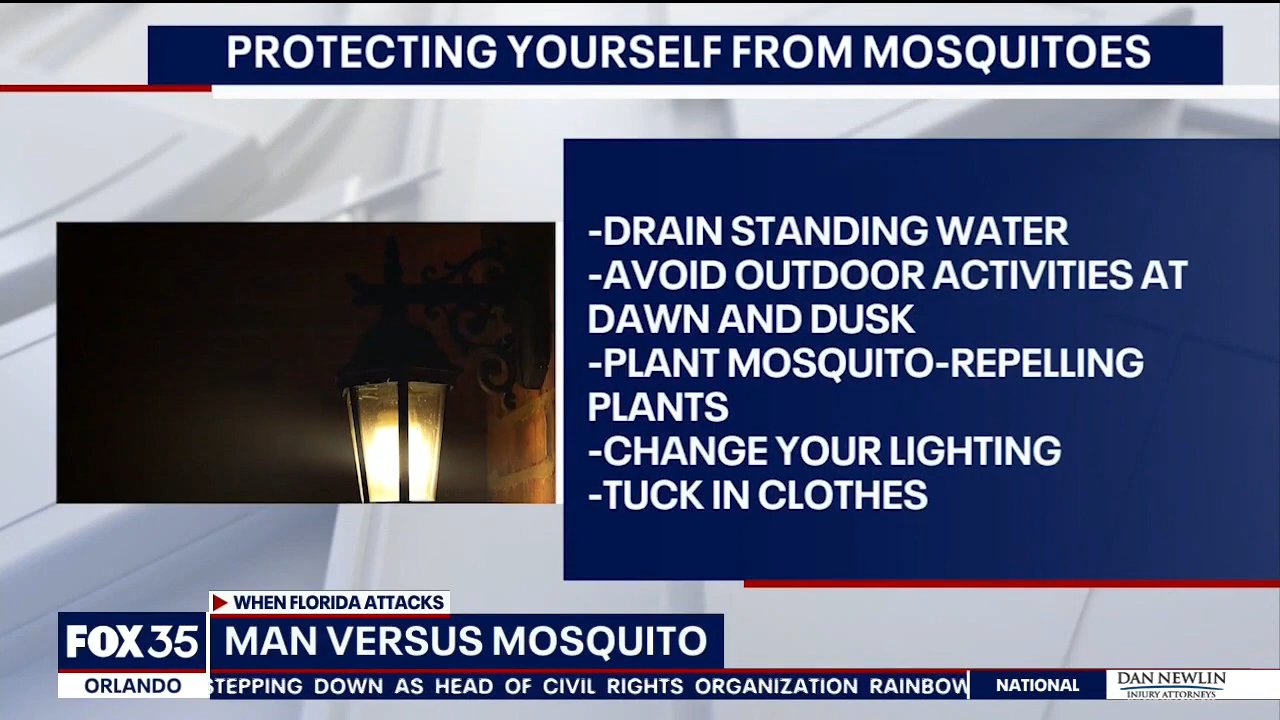 PROTECTING YOURSELF FROM MOSQUITOES
-DRAIN STANDING WATER
-AVOID OUTDOOR ACTIVITIES AT
DAWN AND DUSK
-PLANT MOSQUITO-REPELLING
PLANTS
-CHANGE YOUR LIGHTING
-TUCK IN CLOTHES
WHEN FLORIDA ATTACKS
FOX 35
MAN VERSUS MOSQUITO
ORLANDO
STEPPING DOWN AS HEAD OF CIVIL RIGHTS ORGANIZATION RAINBOW
NATIONAL
DAN NEWLIN
INJURY ATTORNEYS